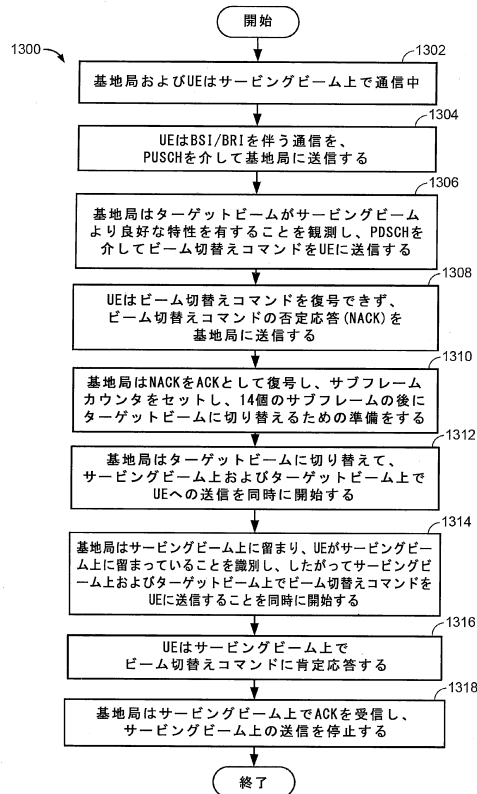 開始
1300
1302
基地局およびUEはサービングビーム上で通信中
1304
UEはBSI/BRIを伴う通信を、
PUSCHを介して基地局に送信する
1306
基地局はターゲットビームがサービングビーム
より良好な特性を有することを観測し、PDSCHを
介してビーム切替えコマンドをUEに送信する
1308
UEはビーム切替えコマンドを復号できず、
ビーム切替えコマンドの否定応答(NACK)を
基地局に送信する
1310
基地局はNACKをACKとして復号し、サブフレーム
カウンタをセットし、14個のサブフレームの後に
ターゲットビームに切り替えるための準備をする
1312
基地局はターゲットビームに切り替えて、
サービングビーム上およびターゲットビーム上で
UEへの送信を同時に開始する
1314
基地局はサービングビーム上に留まり、UEがサービングビー
ム上に留まっていることを識別し、したがってサービングビ
ーム上およびターゲットビーム上でビーム切替えコマンドを
UEに送信することを同時に開始する
1316
UEはサービングビーム上で
ビーム切替えコマンドに肯定応答する
1318
基地局はサービングビーム上でACKを受信し、
サービングビーム上の送信を停止する
終了